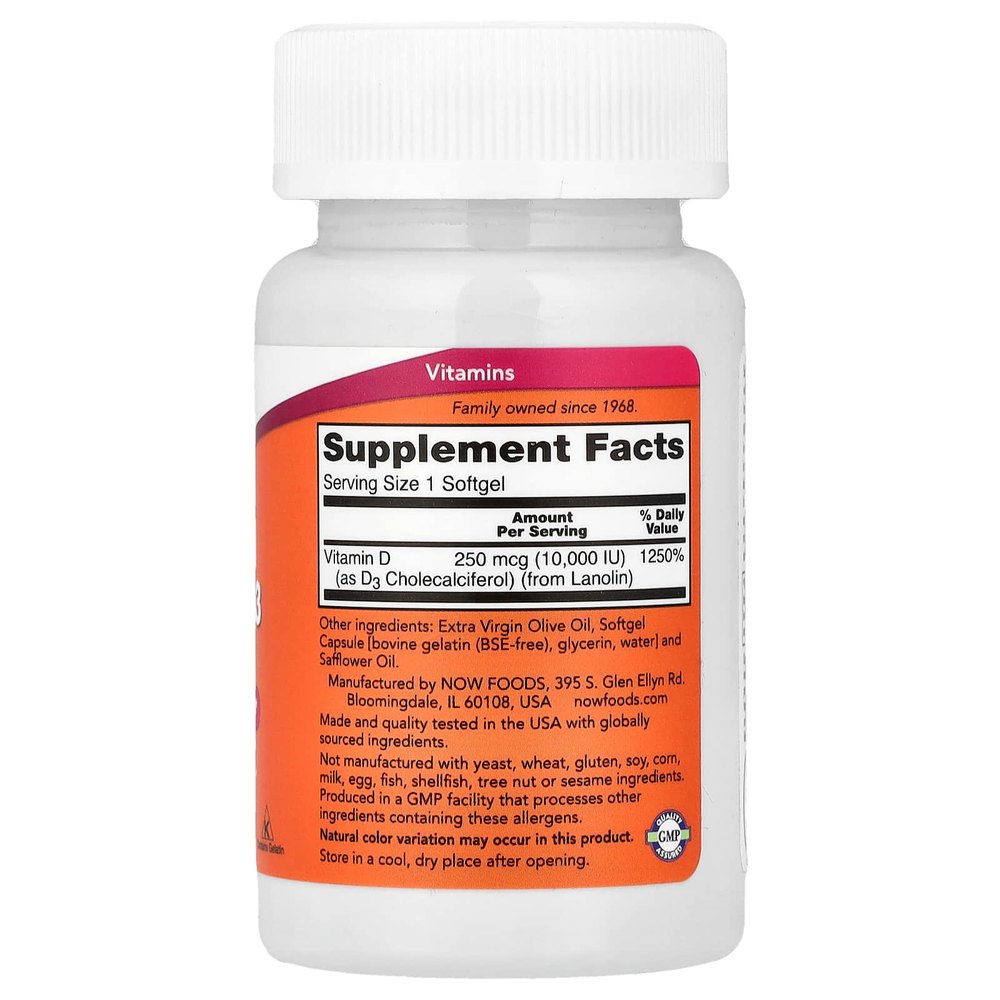 Vitamins
Family owned since 1968.
Supplement Facts
Serving Size 1 Softgel
Amount Per Serving
% Daily Value
Vitamin D 250 mcg (10,000 IU) 1250%
(as D3 Cholecalciferol) (from Lanolin)
Other ingredients: Extra Virgin Olive Oil, Softgel
Capsule [bovine gelatin (BSE-free), glycerin, water] and
Safflower Oil.
Manufactured by NOW FOODS, 395 S. Glen Ellyn Rd.
Bloomingdale, IL 60108, USA nowfoods.com
Made and quality tested in the USA with globally
sourced ingredients.
Not manufactured with yeast, wheat, gluten, soy, corn,
milk, egg, fish, shellfish, tree nut or sesame ingredients.
Produced in a GMP facility that processes other
ingredients containing these allergens.
Natural color variation may occur in this product.
Store in a cool, dry place after opening.
QUALITY
GMP
ASSURED
3
K
Gelatin